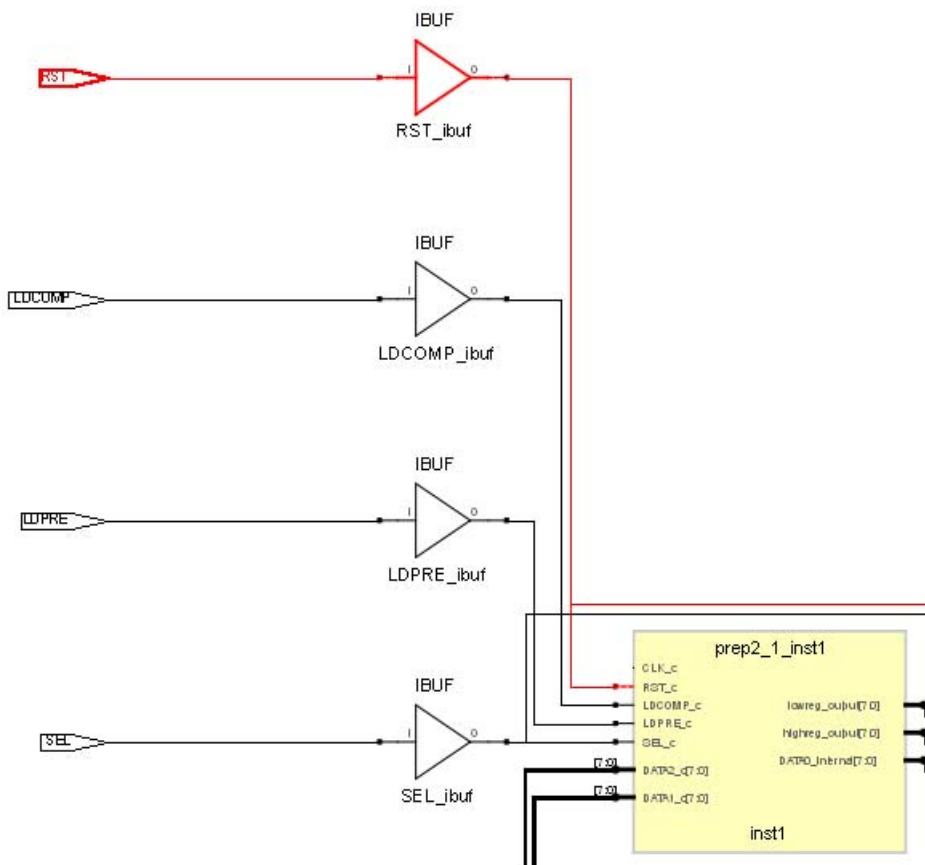 IBUF
RST
I
O
RST_ibuf
IBUF
LDCOMP
I
O
LDCOMP_ibuf
IBUF
LDPRE
I
O
LDPRE_ibuf
IBUF
SEL
I
O
SEL_ibuf
prep2_1_inst1
CLK_c
RST_c
LDCOMP_c
LDPRE_c
SEL_c
[7:0] DATA2_c[7:0]
[7:0] DATA1_c[7:0]
lowreg_output[7:0]
highreg_output[7:0]
DATA0_internal[7:0]
inst1